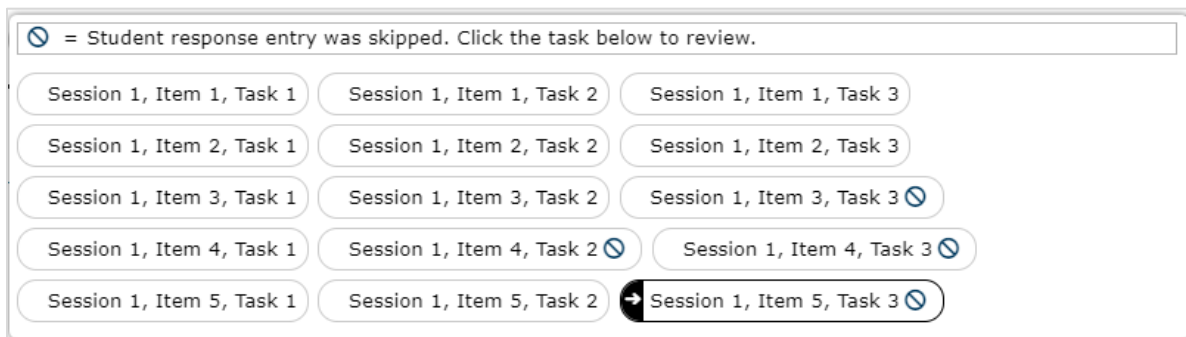 = Student response entry was skipped. Click the task below to review.
Session 1, Item 1, Task 1 Session 1, Item 1, Task 2 Session 1, Item 1, Task 3
Session 1, Item 2, Task 1 Session 1, Item 2, Task 2 Session 1, Item 2, Task 3
Session 1, Item 3, Task 1 Session 1, Item 3, Task 2 Session 1, Item 3, Task 3
Session 1, Item 4, Task 1 Session 1, Item 4, Task 2 Session 1, Item 4, Task 3
Session 1, Item 5, Task 1 Session 1, Item 5, Task 2 Session 1, Item 5, Task 3